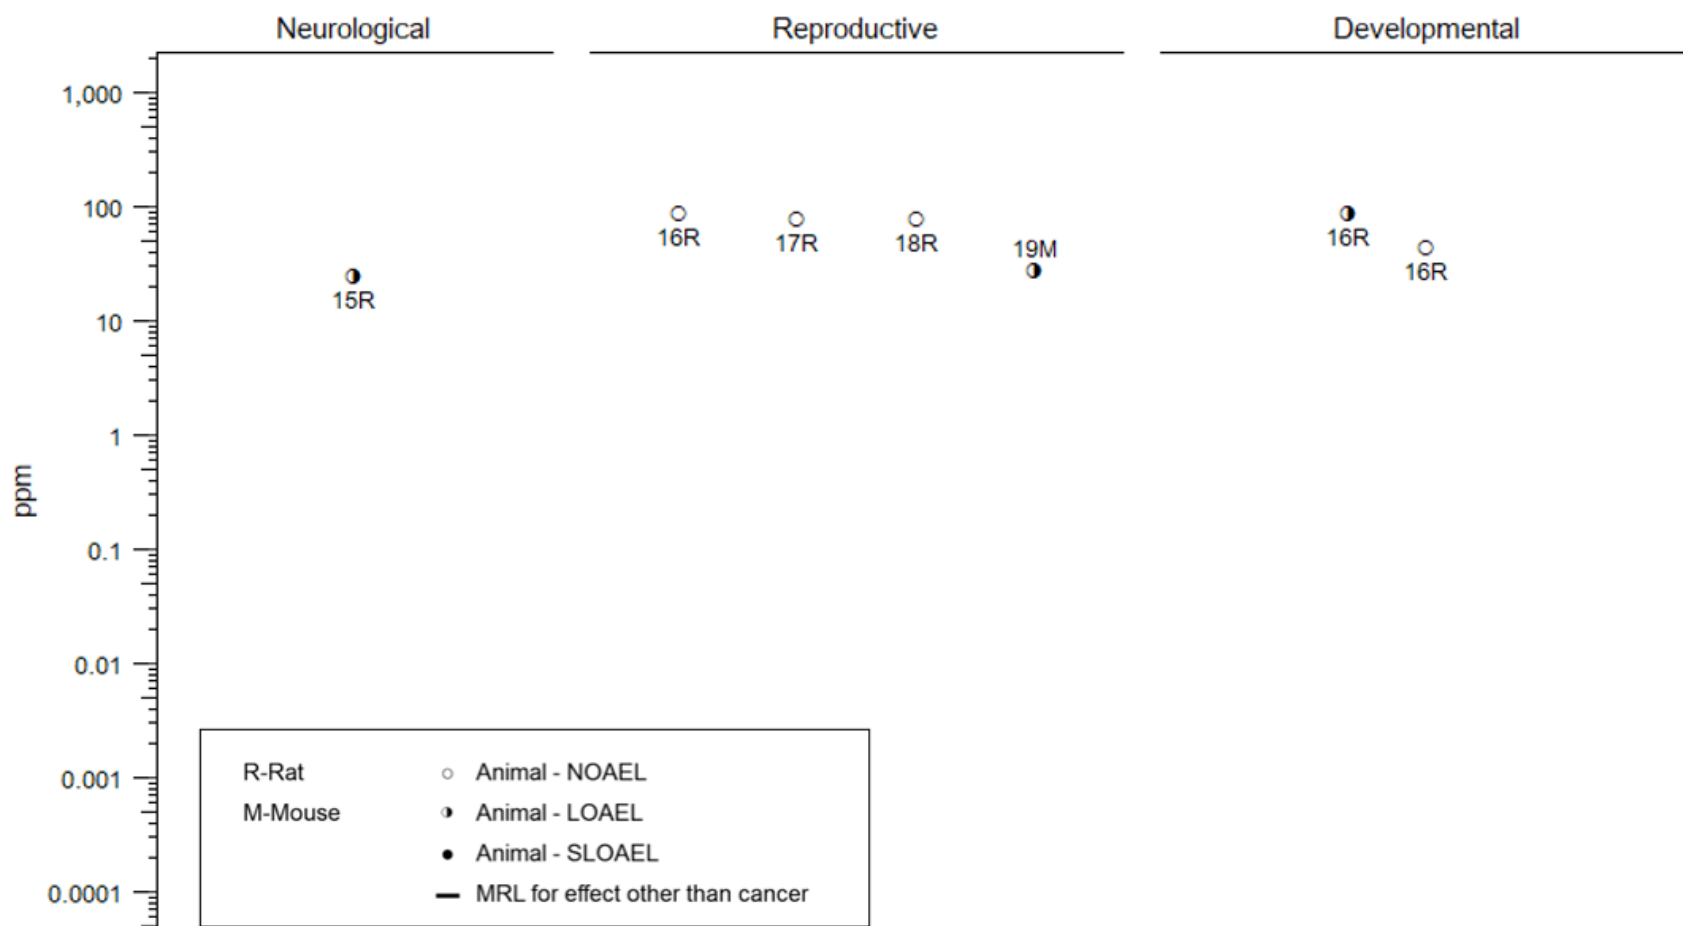 Neurological
Reproductive
Developmental
1,000
100
10
1
0.1
0.01
0.001
0.0001
ppm
15R
16R
17R
18R
19M
16R
16R
R-Rat
M-Mouse
Animal - NOAEL
Animal - LOAEL
Animal - SLOAEL
MRL for effect other than cancer